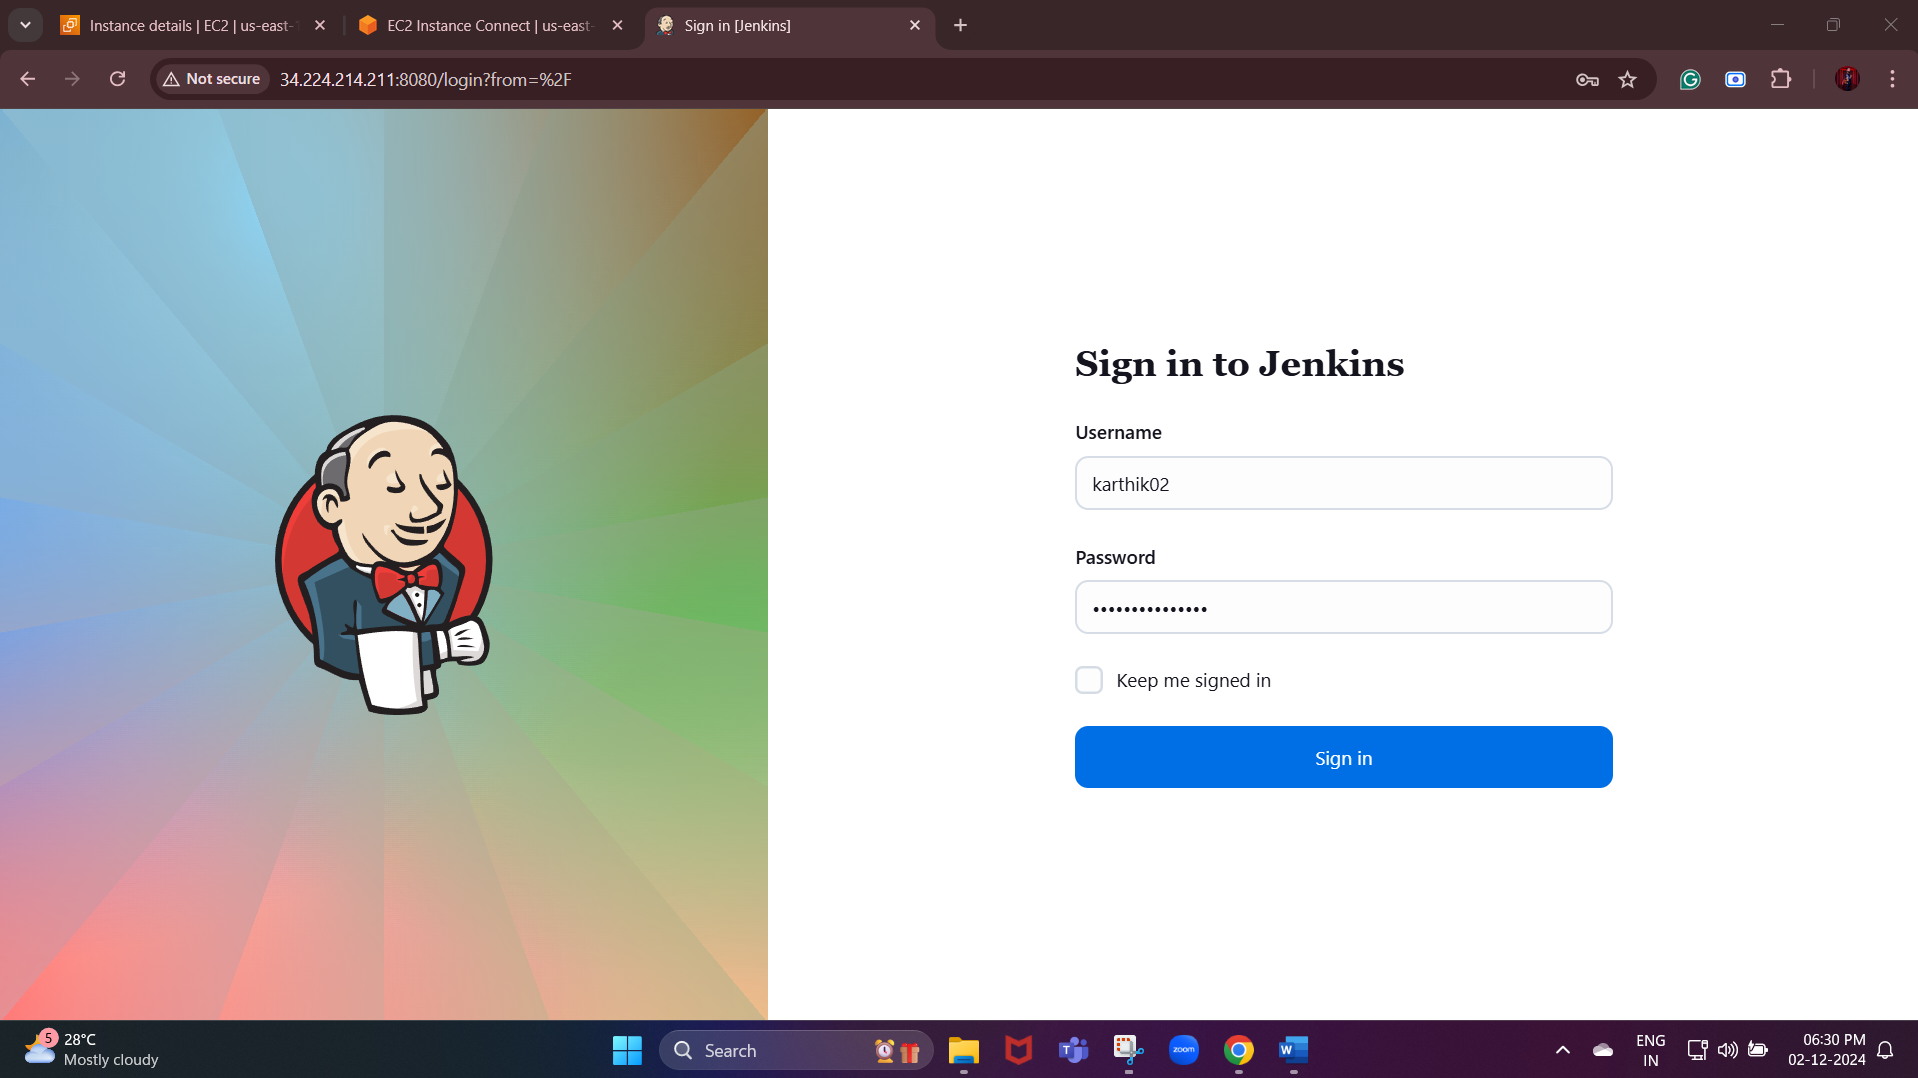 Instance details | EC2 | us-east-1
EC2 Instance Connect | us-east-
Sign in [Jenkins]
Not secure
34.224.214.211:8080/login?from=%2F
Sign in to Jenkins
Username
karthik02
Password
•••••••••••••••
Keep me signed in
Sign in
5
28°C
Mostly cloudy
Search
T
zoom
W
ENG
IN
06:30 PM
02-12-2024